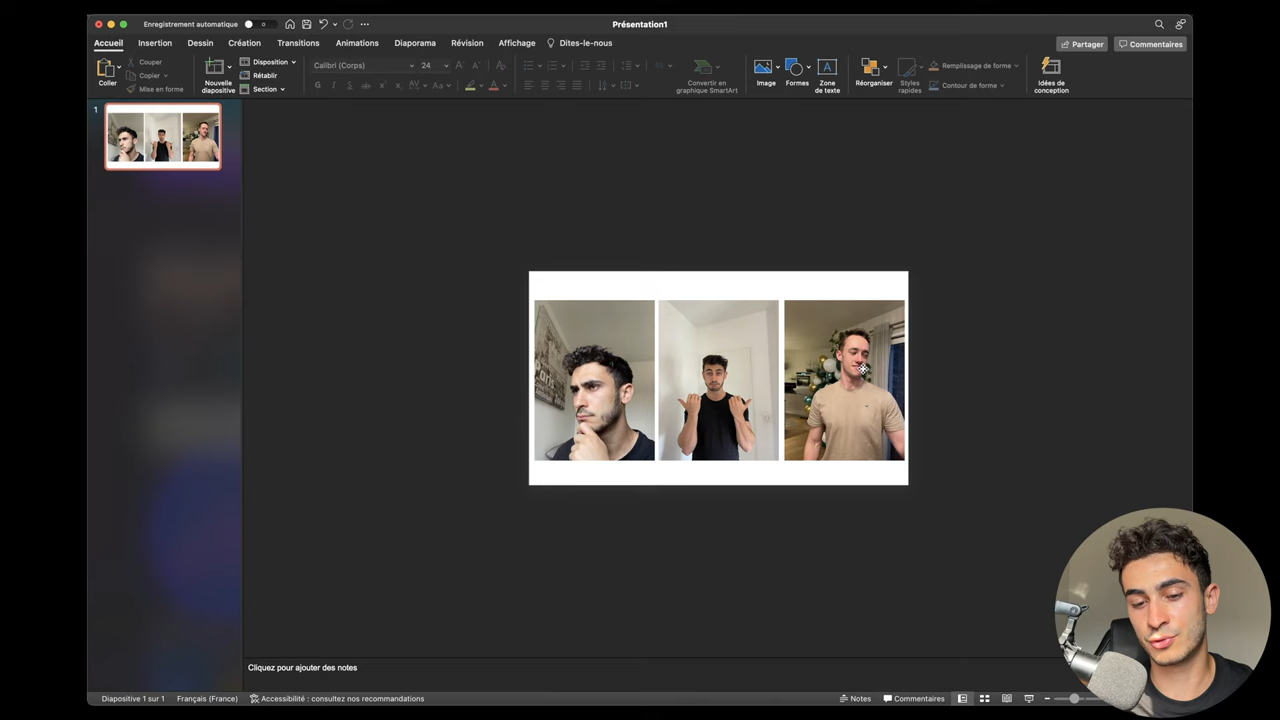 Enregistrement automatique
Présentation1
Accueil Insertion Dessin Création Transitions Animations Diaporama Révision Affichage Dites-le-nous
Partager Commentaires
Coller
Couper
Copier
Mise en forme
Nouvelle
diapositive
Disposition
Rétablir
Section
Calibri (Corps) 24
G I S ab
Convertir en
graphique SmartArt
Image
Formes
Zone
de texte
Réorganiser
Styles
rapides
Remplissage de forme
Contour de forme
Idées de
conception
1
Cliquez pour ajouter des notes
Diapositive 1 sur 1 Français (France) Accessibilité : consultez nos recommandations Notes Commentaires